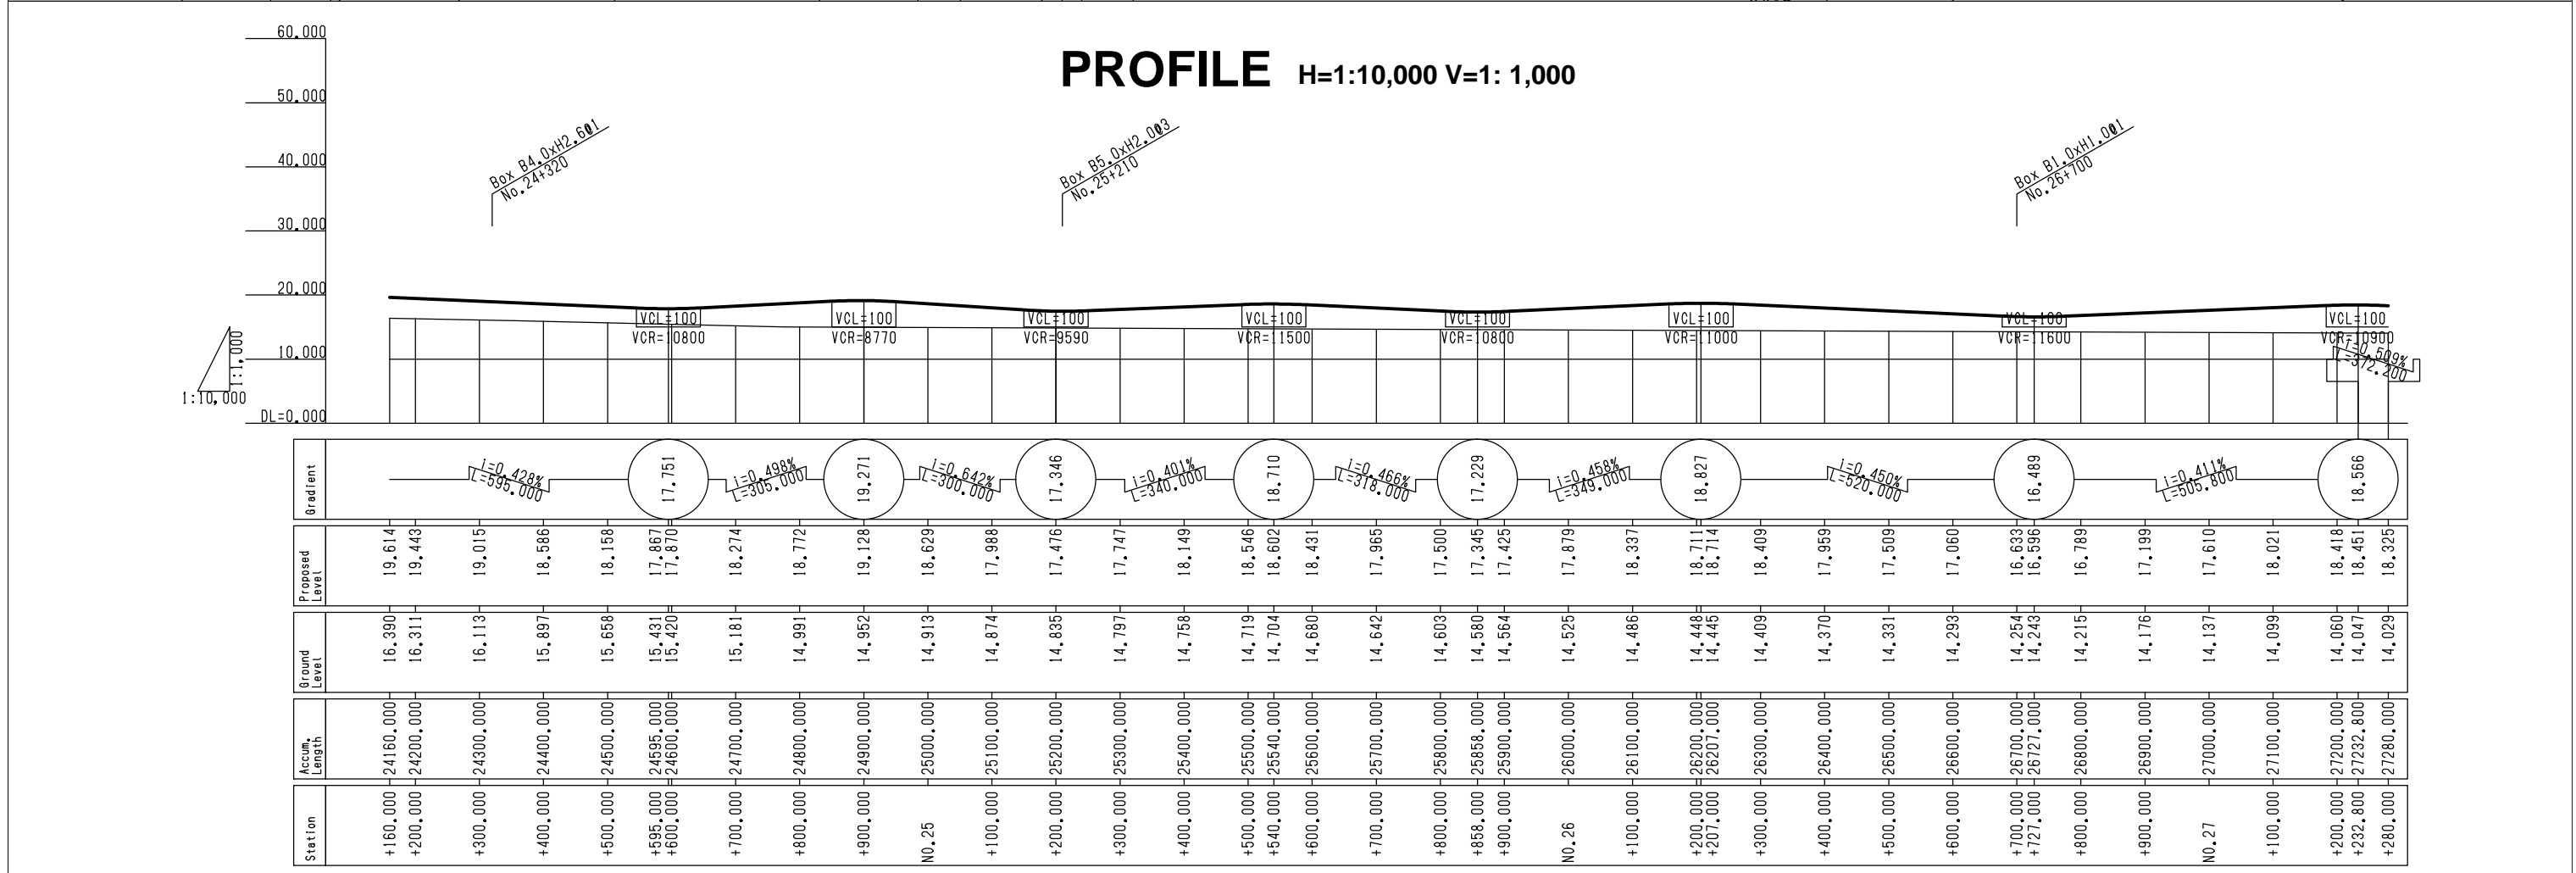 PROFILE H=1:10,000 V=1: 1,000
60.000
50.000
40.000
30.000
20.000
10.000
DL=0.000
1:1,000
1:10,000
No.24+320
No.25+210
No.26+700
VCL=100 VCL=100 VCL=100 VCL=100 VCL=100 VCL=100 VCL=100 VCL=100
VCR=10800 VCR=8770 VCR=9590 VCR=11500 VCR=10800 VCR=11000 VCR=11600 VCR=10900
i=0.509%
L=372.200
Gradient
i=0.428%
L=595.000
17.751
i=0.498%
L=305.000
19.271
i=0.642%
L=300.000
17.346
i=0.401%
L=340.000
18.710
i=0.466%
L=318.000
17.229
i=0.458%
L=349.000
18.827
i=0.450%
L=520.000
16.489
i=0.411%
L=505.800
18.566
Proposed
Level
19.614 19.443 19.015 18.586 18.158 17.867 17.870 18.274 18.772 19.128 18.629 17.988 17.476 17.747 18.149 18.546 18.602 18.431 17.965 17.500 17.345 17.425 17.879 18.337 18.711 18.714 18.409 17.959 17.509 17.060 16.633 16.596 16.789 17.199 17.610 18.021 18.418 18.451 18.325
Ground
Level
16.390 16.311 16.113 15.897 15.658 15.431 15.420 15.181 14.991 14.952 14.913 14.874 14.835 14.797 14.758 14.719 14.704 14.680 14.642 14.603 14.580 14.564 14.525 14.486 14.448 14.445 14.409 14.370 14.331 14.293 14.254 14.243 14.215 14.176 14.137 14.099 14.060 14.047 14.029
Accum.
Length
24160.000 24200.000 24300.000 24400.000 24500.000 24595.000 24600.000 24700.000 24800.000 24900.000 25000.000 25100.000 25200.000 25300.000 25400.000 25500.000 25540.000 25600.000 25700.000 25800.000 25858.000 25900.000 26000.000 26100.000 26200.000 26207.000 26300.000 26400.000 26500.000 26600.000 26700.000 26727.000 26800.000 26900.000 27000.000 27100.000 27200.000 27232.800 27280.000
Station
+160.000 +200.000 +300.000 +400.000 +500.000 +595.000 +600.000 +700.000 +800.000 +900.000 NO.25 +100.000 +200.000 +300.000 +400.000 +500.000 +540.000 +600.000 +700.000 +800.000 +858.000 +900.000 NO.26 +100.000 +200.000 +207.000 +300.000 +400.000 +500.000 +600.000 +700.000 +727.000 +800.000 +900.000 NO.27 +100.000 +200.000 +232.800 +280.000